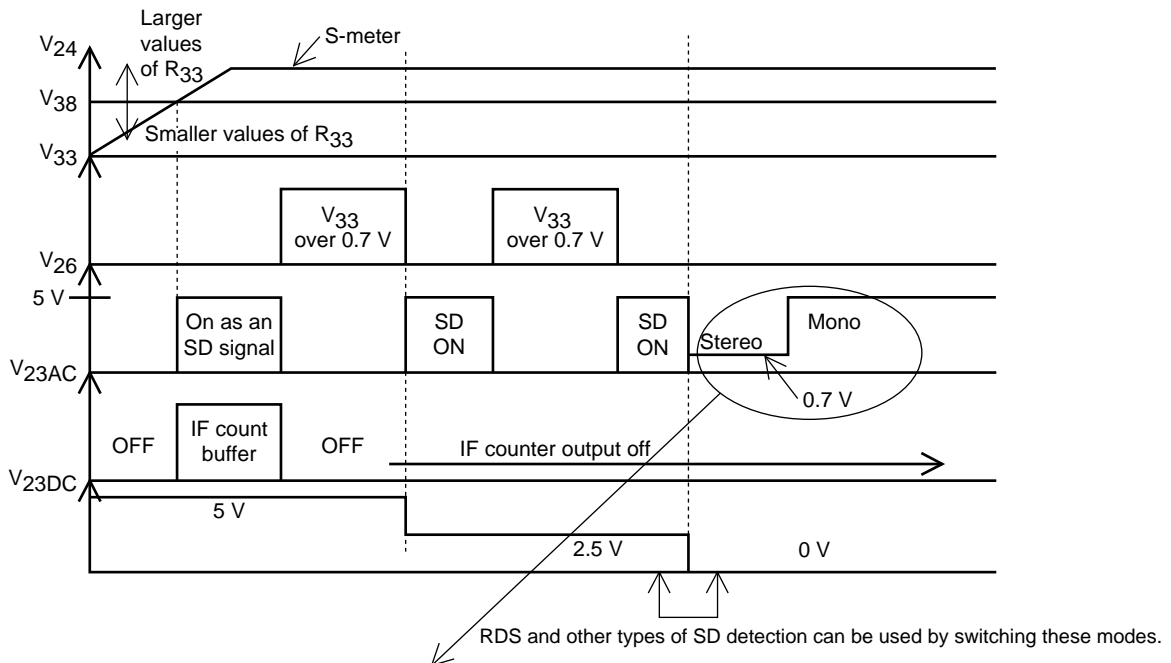 Larger
values
of R33
V24
S-meter
V38
Smaller values of R33
V33
V33
over 0.7 V
V33
over 0.7 V
V26
5 V
On as an
SD signal
SD
ON
SD
ON
Stereo
Mono
V23AC
0.7 V
OFF
IF count
buffer
OFF
IF counter output off
V23DC
5 V
2.5 V
0 V
RDS and other types of SD detection can be used by switching these modes.